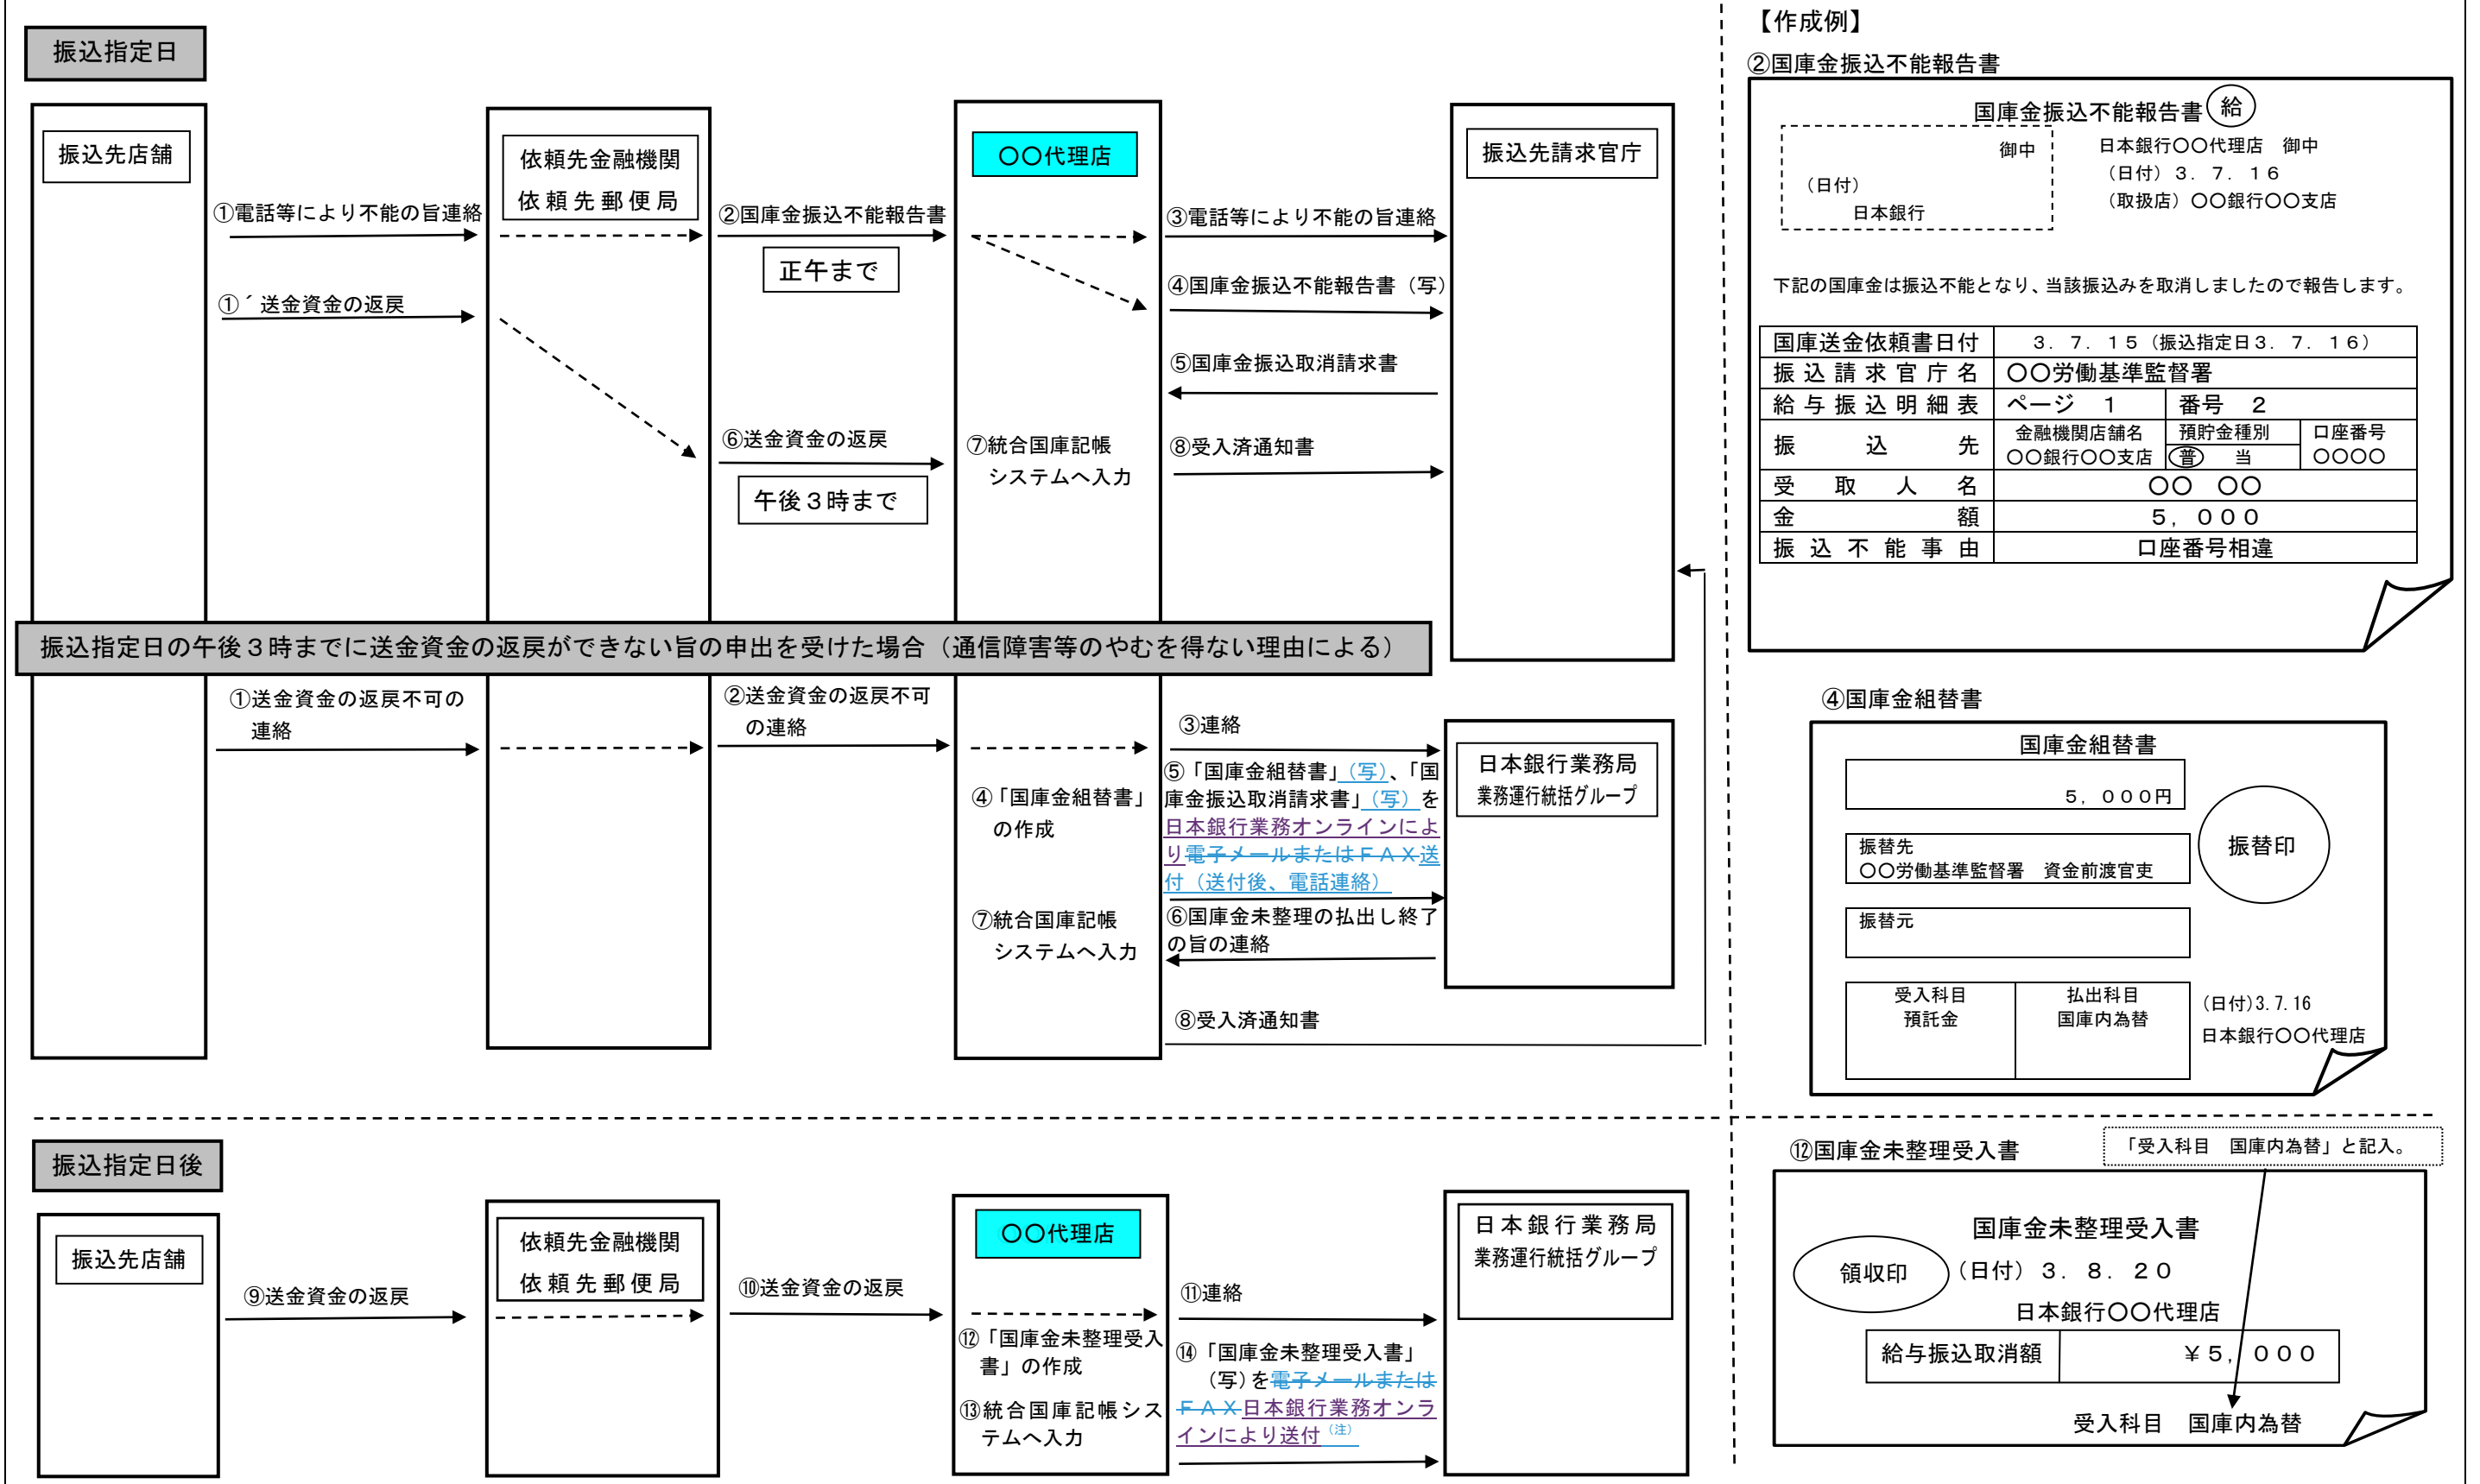 振込指定日
振込先店舗
依頼先金融機関
依頼先郵便局
〇〇代理店
振込先請求官庁
①電話等により不能の旨連絡
①´送金資金の返戻
②国庫金振込不能報告書
正午まで
③電話等により不能の旨連絡
④国庫金振込不能報告書（写）
⑤国庫金振込取消請求書
⑥送金資金の返戻
午後３時まで
⑦統合国庫記帳
システムへ入力
⑧受入済通知書
振込指定日の午後３時までに送金資金の返戻ができない旨の申出を受けた場合（通信障害等のやむを得ない理由による）
①送金資金の返戻不可の
連絡
②送金資金の返戻不可
の連絡
③連絡
日本銀行業務局
業務運行統括グループ
④「国庫金組替書」
の作成
⑤「国庫金組替書」（写）、「国
庫金振込取消請求書」（写）を
日本銀行業務オンラインによ
り電子メールまたはＦＡＸ送
付（送付後、電話連絡）
⑥国庫金未整理の払出し終了
の旨の連絡
⑦統合国庫記帳
システムへ入力
⑧受入済通知書
振込指定日後
振込先店舗
依頼先金融機関
依頼先郵便局
〇〇代理店
日本銀行業務局
業務運行統括グループ
⑨送金資金の返戻
⑩送金資金の返戻
⑪連絡
⑫「国庫金未整理受入
書」の作成
⑬統合国庫記帳シス
テムへ入力
⑭「国庫金未整理受入書」
（写）を電子メールまたは
ＦＡＸ日本銀行業務オンラ
インにより送付（注）
【作成例】
②国庫金振込不能報告書
国庫金振込不能報告書 給
御中
（日付）
日本銀行
日本銀行〇〇代理店　御中
（日付）３．７．１６
（取扱店）〇〇銀行〇〇支店
下記の国庫金は振込不能となり、当該振込みを取消しましたので報告します。
国庫送金依頼書日付 ３．７．１５（振込指定日３．７．１６）
振込請求官庁名 〇〇労働基準監督署
給与振込明細表 ページ　１ 番号　２
振込先 金融機関店舗名 預貯金種別 口座番号
〇〇銀行〇〇支店 普　当 〇〇〇〇
受取人名 〇〇　〇〇
金額 ５，０００
振込不能事由 口座番号相違
④国庫金組替書
国庫金組替書
５，０００円
振替先
〇〇労働基準監督署　資金前渡官吏
振替印
振替元
受入科目 払出科目
預託金 国庫内為替
（日付）3.7.16
日本銀行〇〇代理店
⑫国庫金未整理受入書
「受入科目　国庫内為替」と記入。
国庫金未整理受入書
領収印
（日付）３．８．２０
日本銀行〇〇代理店
給与振込取消額 ￥５，０００
受入科目　国庫内為替